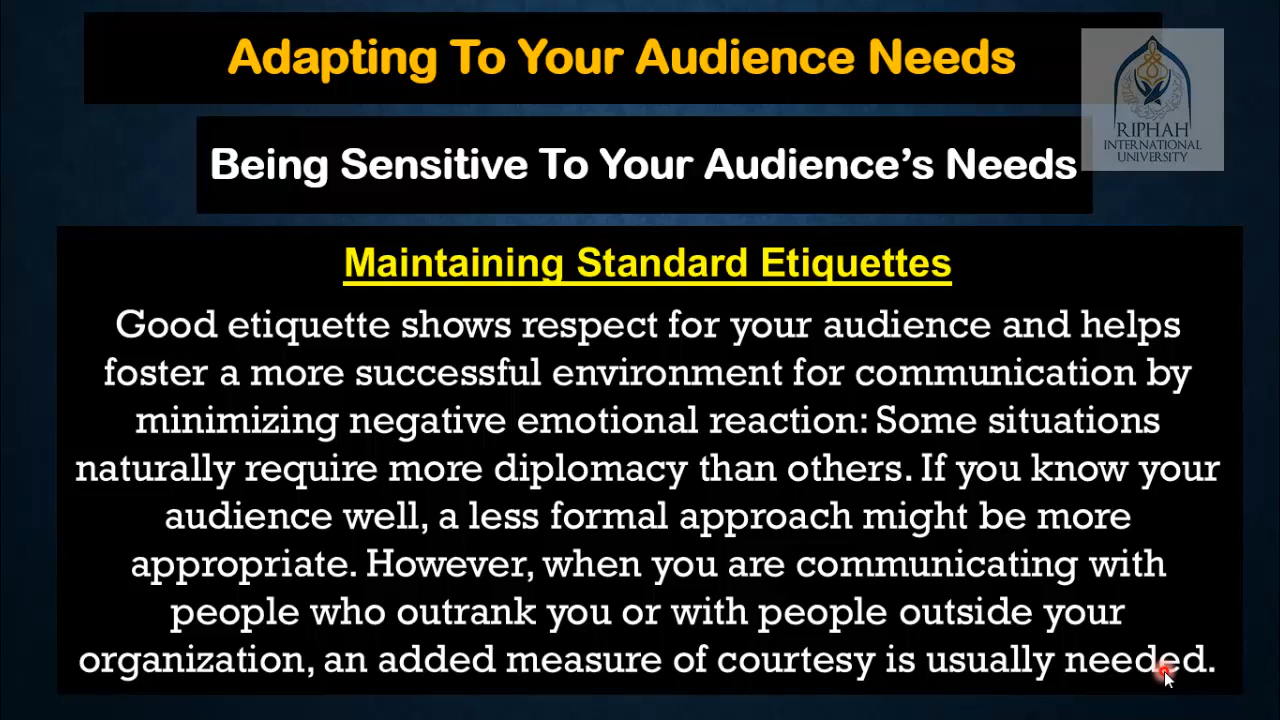 Adapting To Your Audience Needs
RIPHAH
INTERNATIONAL
UNIVERSITY
Being Sensitive To Your Audience’s Needs
Maintaining Standard Etiquettes
Good etiquette shows respect for your audience and helps
foster a more successful environment for communication by
minimizing negative emotional reaction: Some situations
naturally require more diplomacy than others. If you know your
audience well, a less formal approach might be more
appropriate. However, when you are communicating with
people who outrank you or with people outside your
organization, an added measure of courtesy is usually needed.